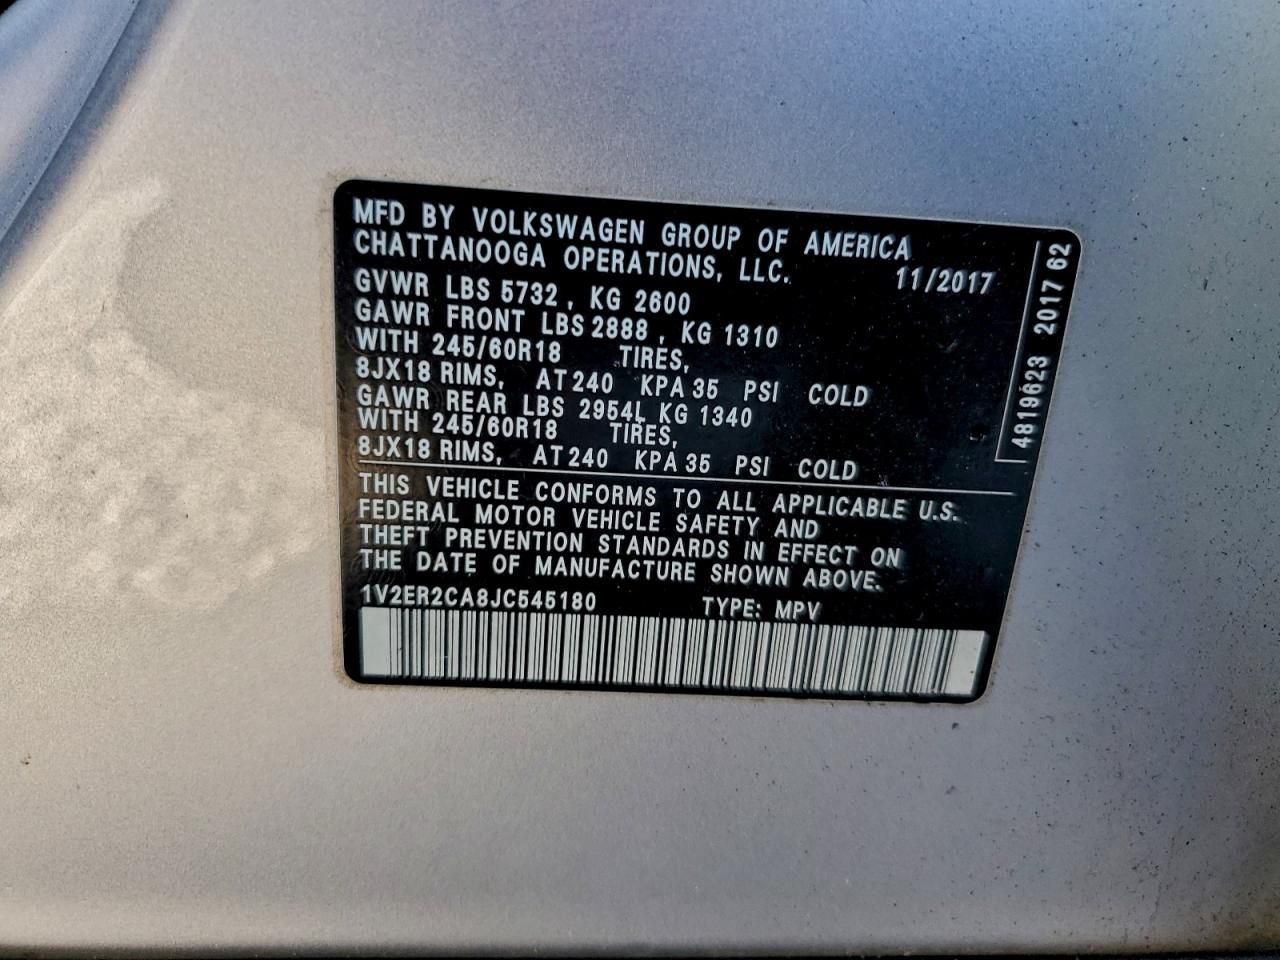 MFD BY VOLKSWAGEN GROUP OF AMERICA
CHATTANOOGA OPERATIONS, LLC. 11/2017
GVWR LBS 5732, KG 2600
GAWR FRONT LBS 2888, KG 1310
WITH 245/60R18 TIRES,
8JX18 RIMS, AT 240 KPA 35 PSI COLD
GAWR REAR LBS 2954L KG 1340
WITH 245/60R18 TIRES,
8JX18 RIMS, AT 240 KPA 35 PSI COLD
THIS VEHICLE CONFORMS TO ALL APPLICABLE U.S.
FEDERAL MOTOR VEHICLE SAFETY AND
THEFT PREVENTION STANDARDS IN EFFECT ON
THE DATE OF MANUFACTURE SHOWN ABOVE.
1V2ER2CA8JC545180 TYPE: MPV
4819623 2017 62